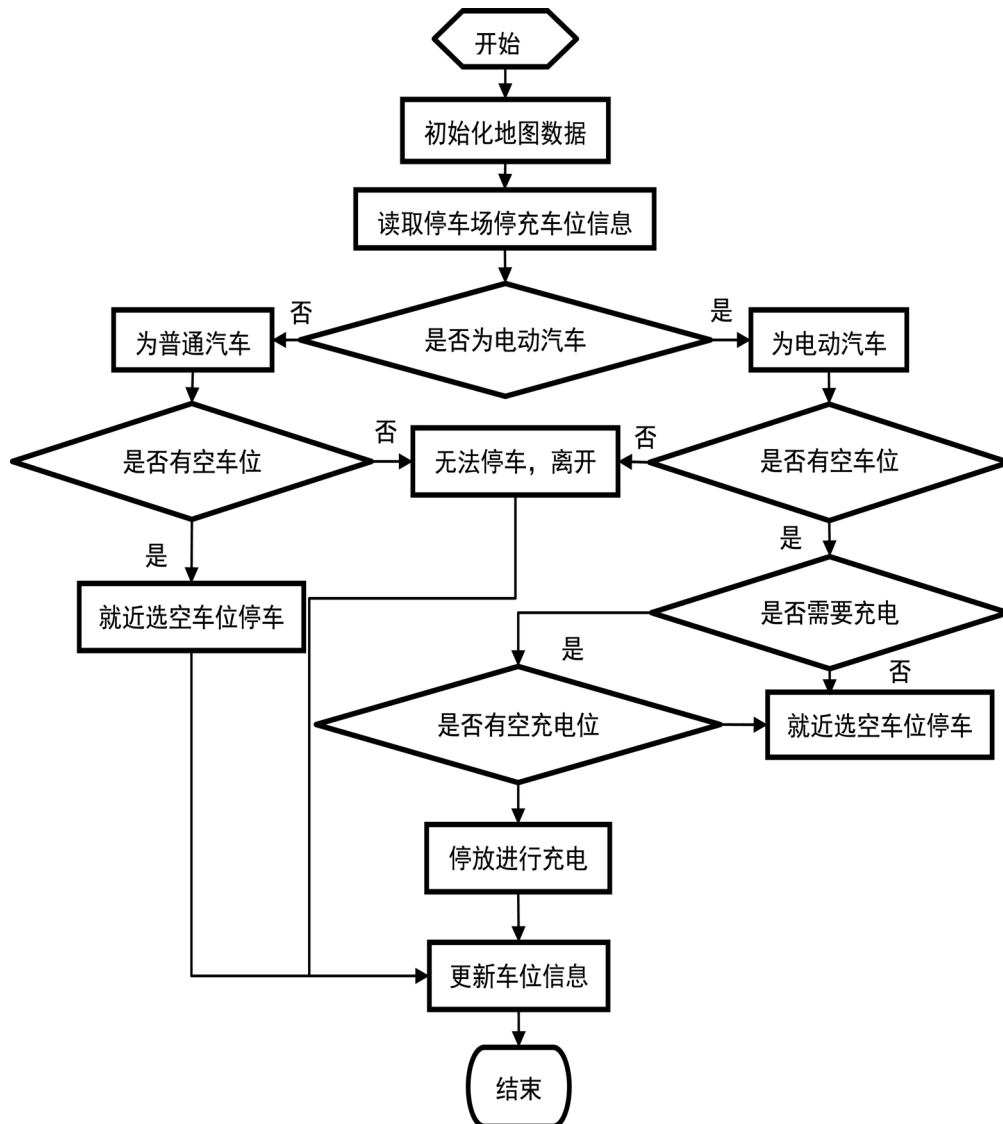 开始
初始化地图数据
读取停车场停充车位信息
否
是
为普通汽车
是否为电动汽车
为电动汽车
否
否
是否有空车位
无法停车，离开
是否有空车位
是
是
就近选空车位停车
是否需要充电
是
否
是否有空充电位
就近选空车位停车
停放进行充电
更新车位信息
结束